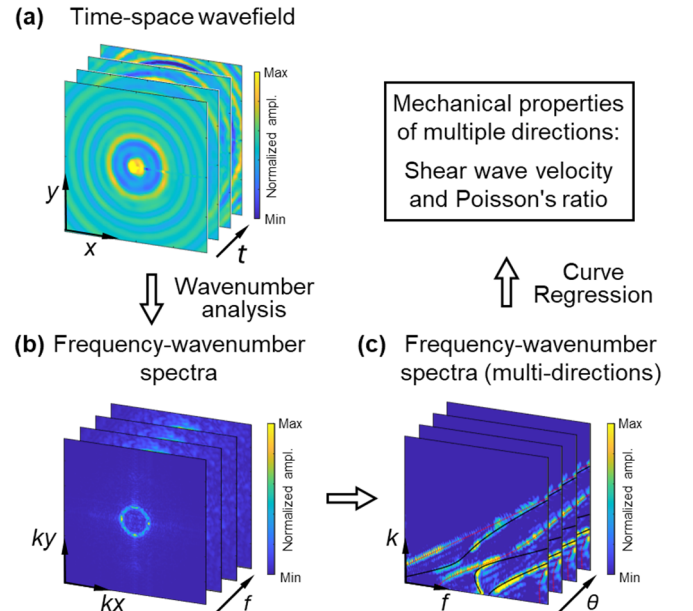 (a) Time-space wavefield
Max
Normalized ampl.
Min
y
x
t
Mechanical properties
of multiple directions:
Shear wave velocity
and Poisson's ratio
Wavenumber
analysis
Curve
Regression
(b) Frequency-wavenumber
spectra
Max
Normalized ampl.
Min
ky
kx
f
(c) Frequency-wavenumber
spectra (multi-directions)
Max
Normalized ampl.
Min
k
f
θ